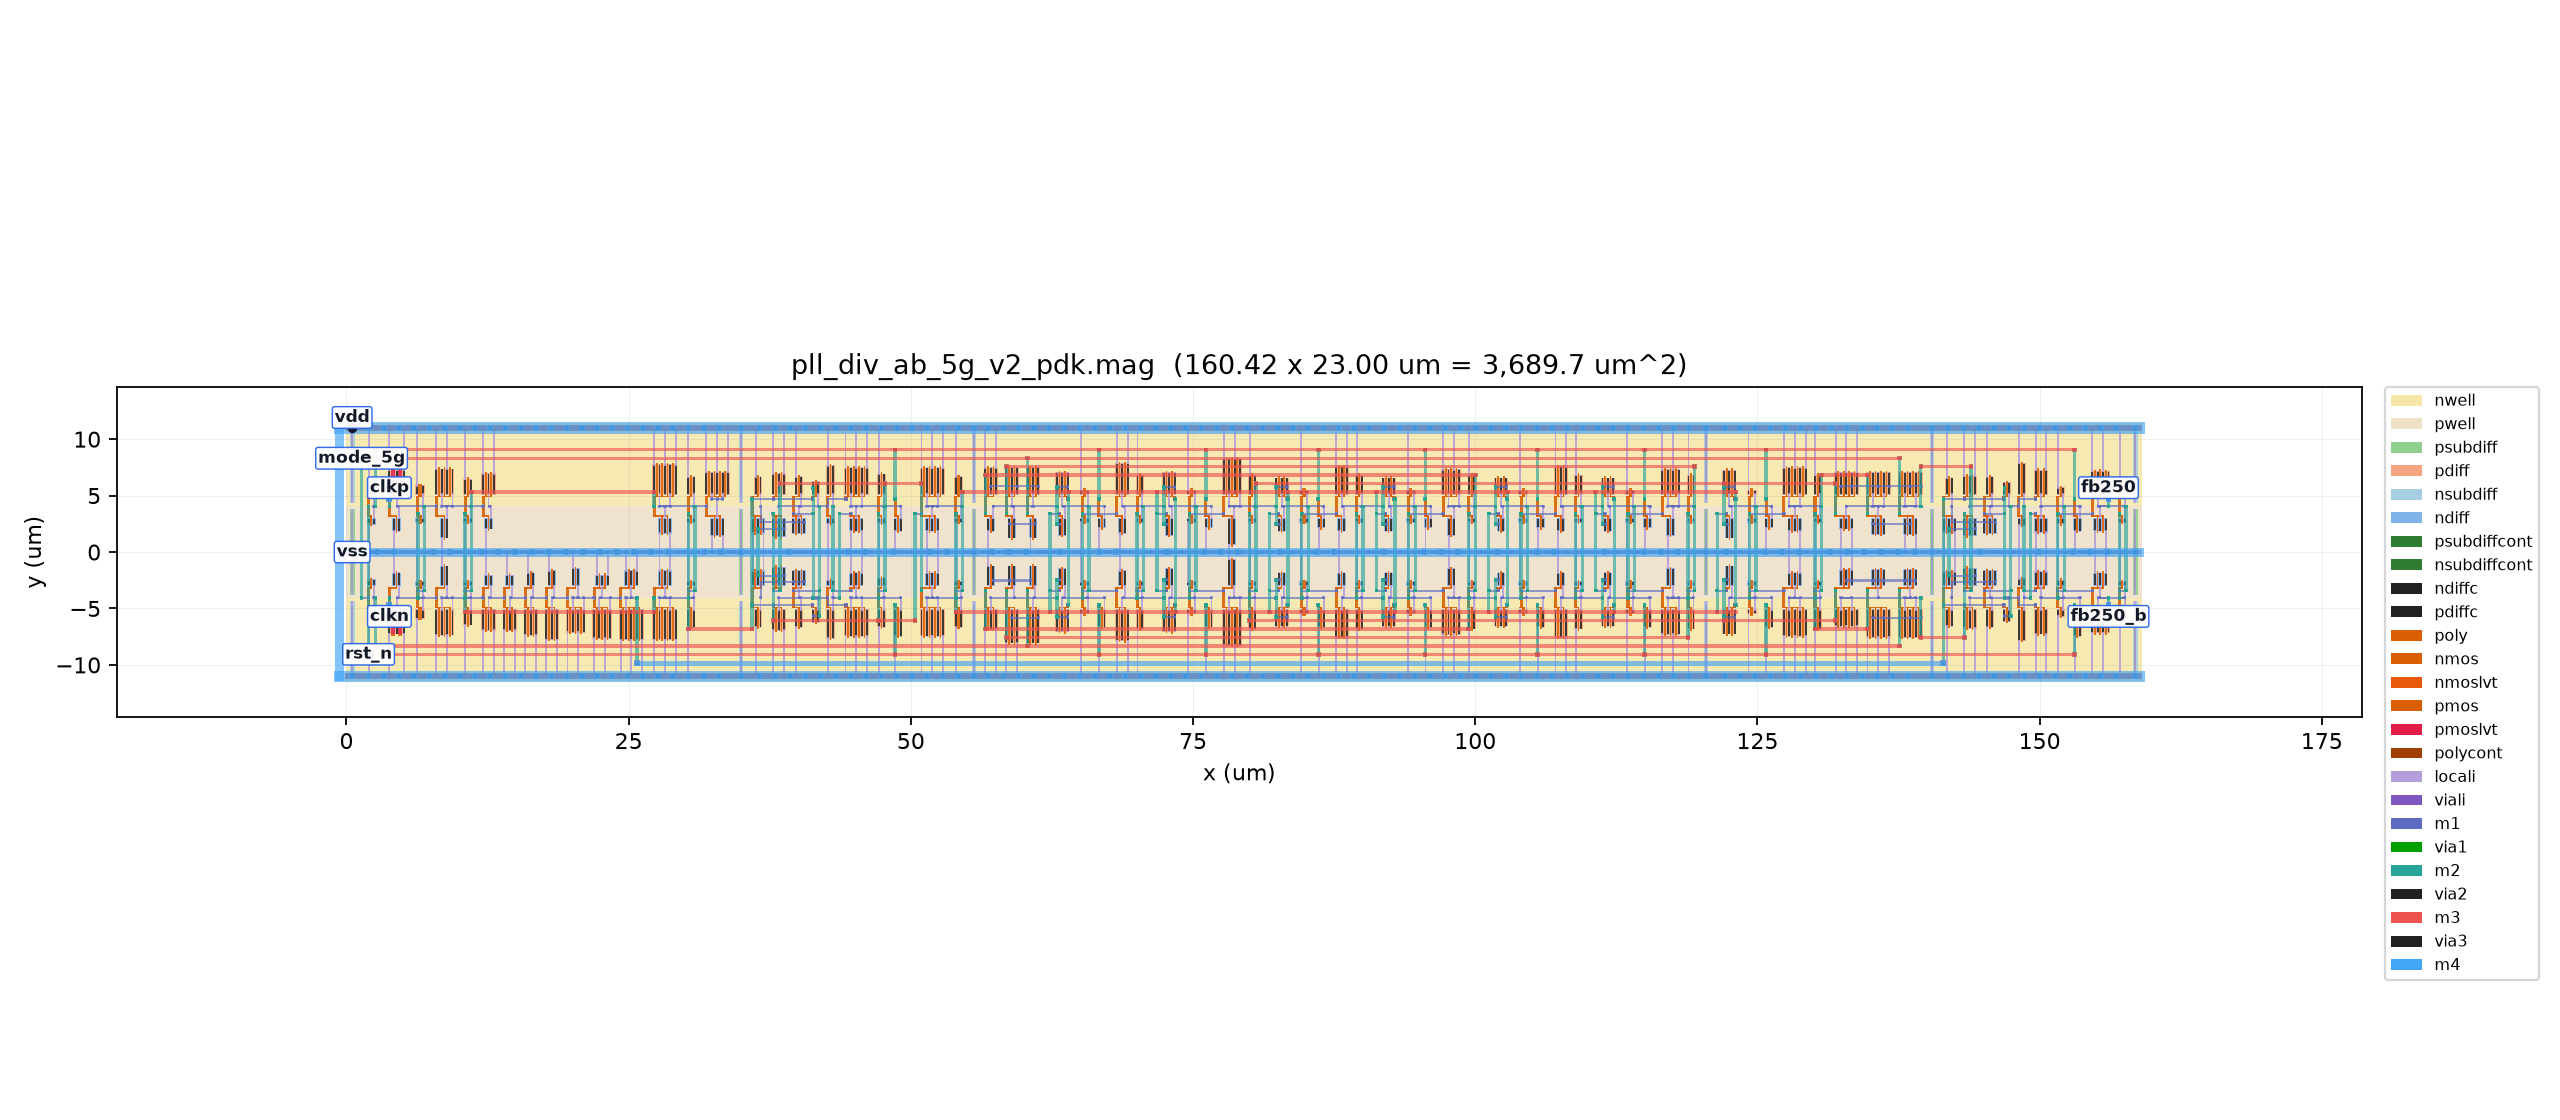 pll_div_ab_5g_v2_pdk.mag  (160.42 x 23.00 um = 3,689.7 um^2)
vdd
mode_5g
clkp
vss
clkn
rst_n
fb250
fb250_b
10
5
0
−5
−10
y (um)
0
25
50
75
100
125
150
175
x (um)
nwell
pwell
psubdiff
pdiff
nsubdiff
ndiff
psubdiffcont
nsubdiffcont
ndiffc
pdiffc
poly
nmos
nmoslvt
pmos
pmoslvt
polycont
locali
viali
m1
via1
m2
via2
m3
via3
m4